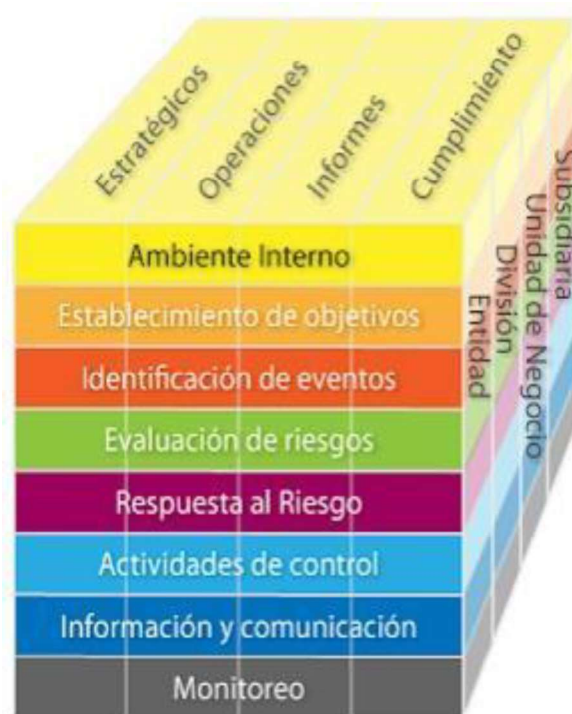 Estratégicos
Operaciones
Informes
Cumplimiento
Ambiente Interno
Establecimiento de objetivos
Identificación de eventos
Evaluación de riesgos
Respuesta al Riesgo
Actividades de control
Información y comunicación
Monitoreo
Entidad
División
Unidad de Negocio
Subsidiaria